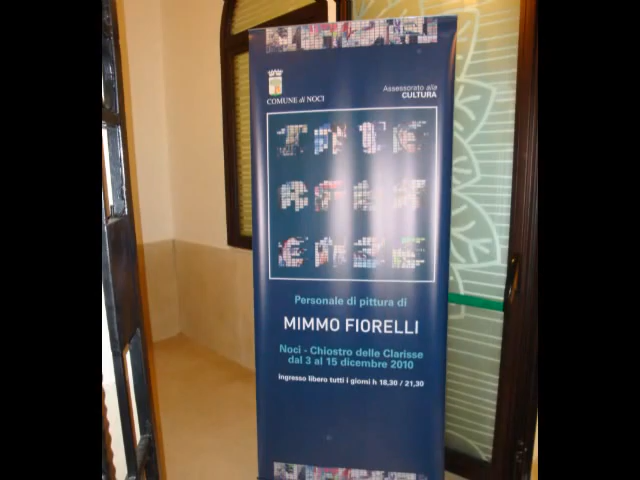 COMUNE di NOCI
Assessorato alla
CULTURA
Personale di pittura di
MIMMO FIORELLI
Noci - Chiostro delle Clarisse
dal 3 al 15 dicembre 2010
ingresso libero tutti i giorni h 18,30 / 21,30